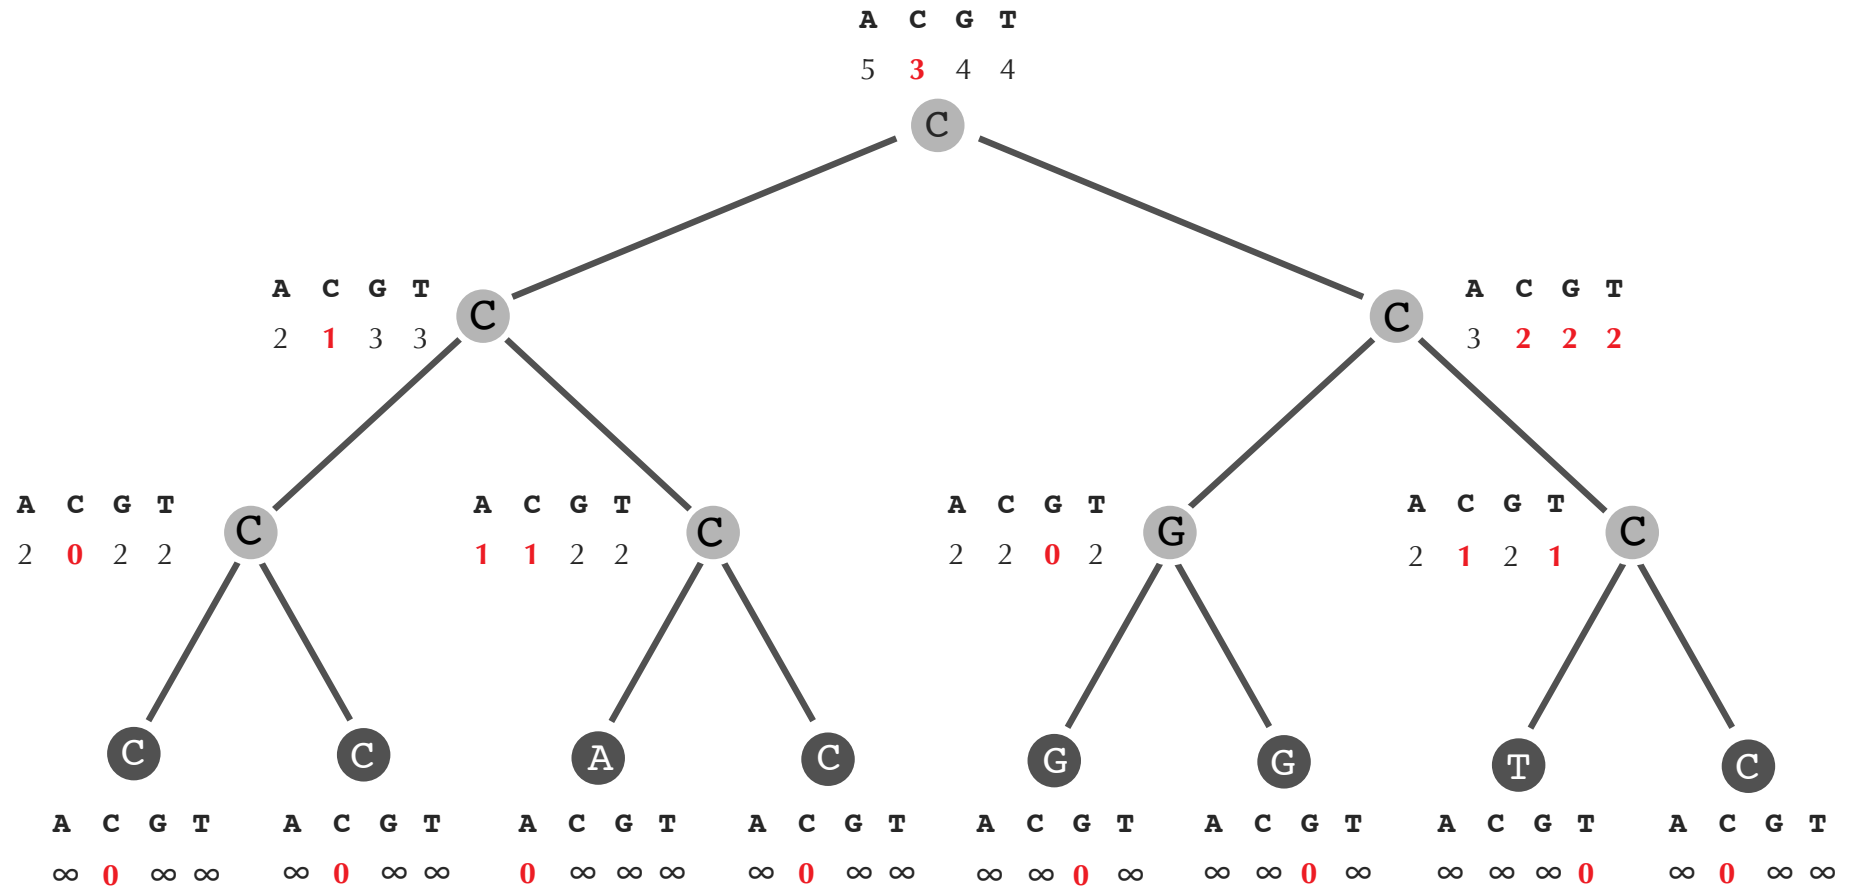 A C G T
5 3 4 4
C
A C G T
2 1 3 3
C
C
A C G T
3 2 2 2
A C G T
2 0 2 2
C
A C G T
1 1 2 2
C
A C G T
2 2 0 2
G
A C G T
2 1 2 1
C
C C A C G G T C
A C G T A C G T A C G T A C G T A C G T A C G T A C G T A C G T
∞ 0 ∞ ∞ ∞ 0 ∞ ∞ 0 ∞ ∞ ∞ ∞ 0 ∞ ∞ ∞ ∞ 0 ∞ ∞ ∞ 0 ∞ ∞ ∞ ∞ 0 ∞ 0 ∞ ∞